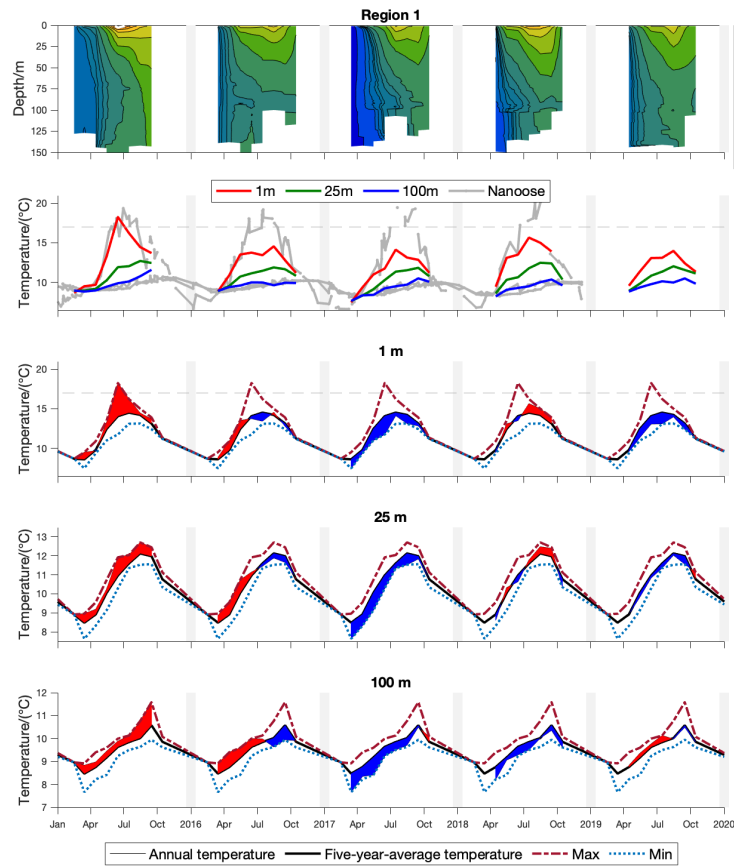 Region 1
Depth/m
0
25
50
75
100
125
150
Temperature/(°C)
20
15
10
1m 25m 100m Nanoose
1 m
Temperature/(°C)
20
15
10
25 m
Temperature/(°C)
13
12
11
10
9
8
100 m
Temperature/(°C)
12
11
10
9
8
7
Jan Apr Jul Oct 2016 Apr Jul Oct 2017 Apr Jul Oct 2018 Apr Jul Oct 2019 Apr Jul Oct 2020
Annual temperature Five-year-average temperature Max Min